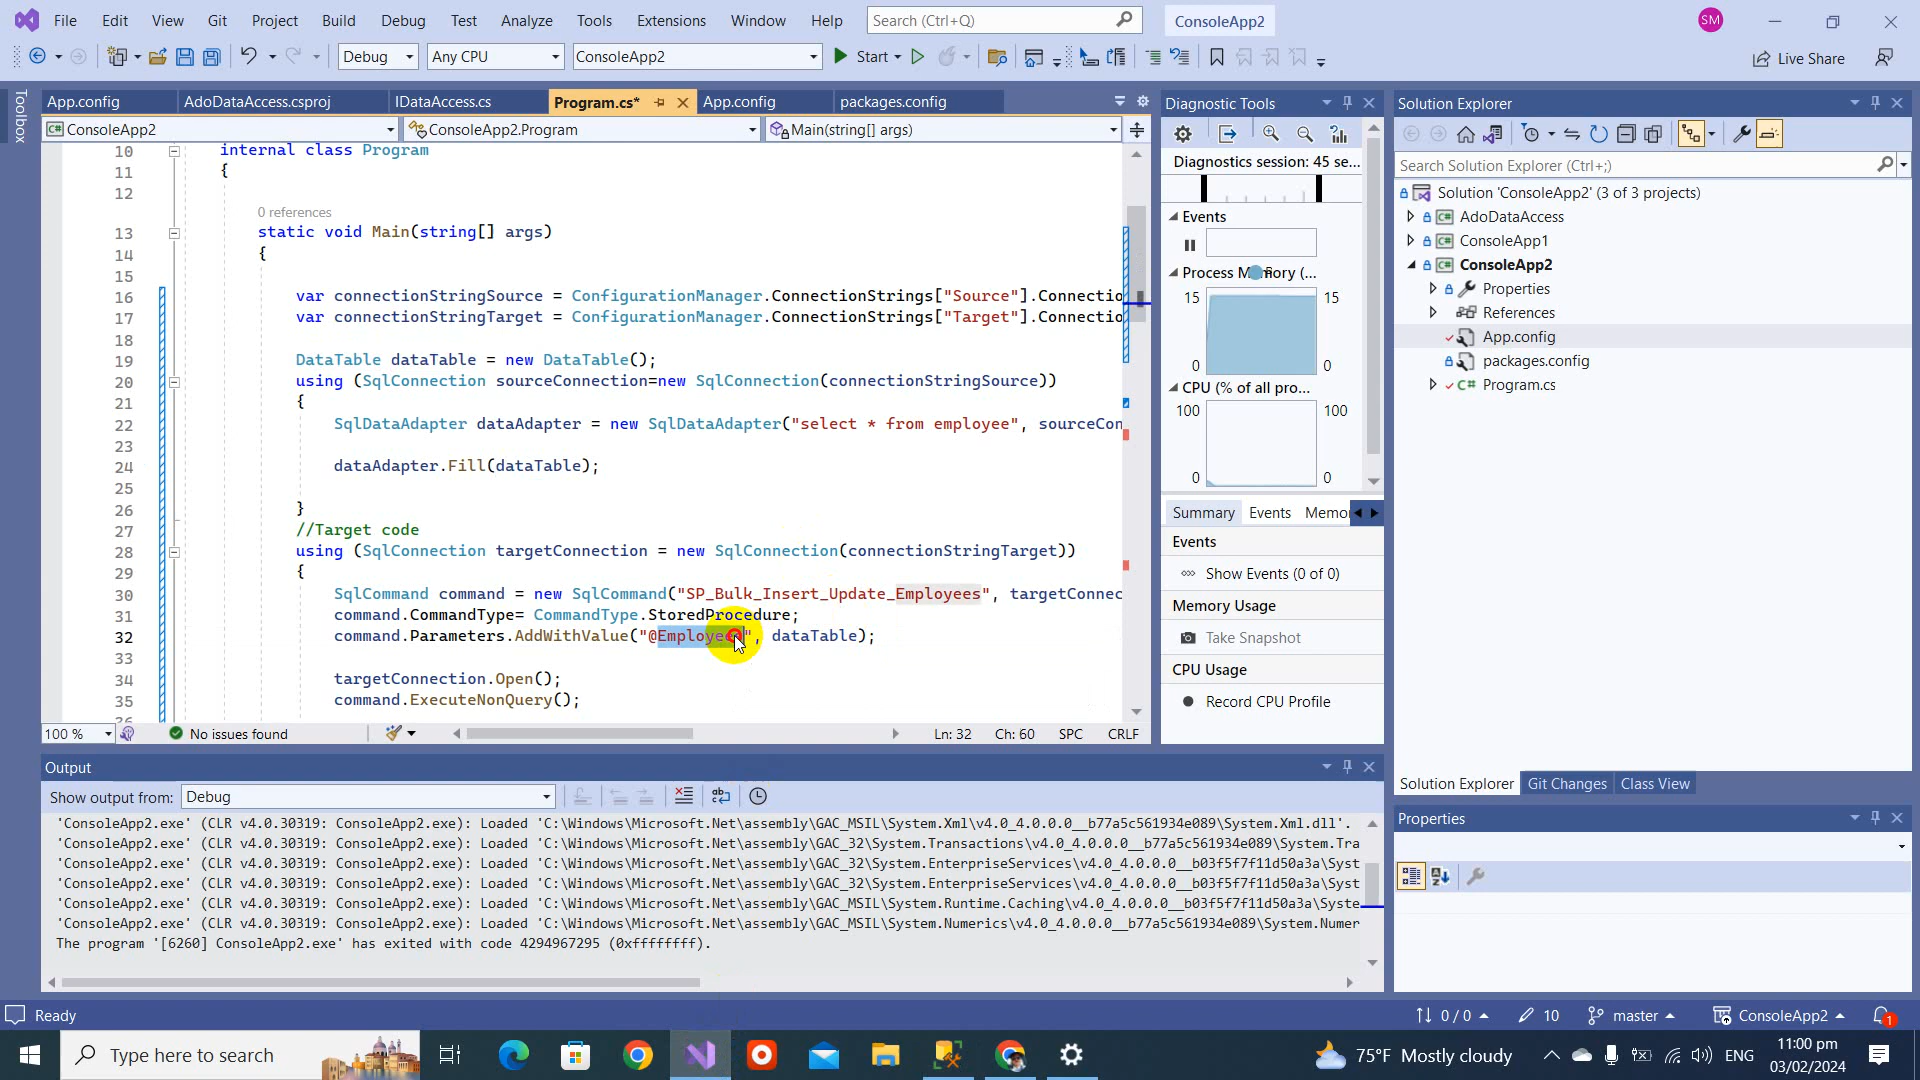 File Edit View Git Project Build Debug Test Analyze Tools Extensions Window Help Search (Ctrl+Q) ConsoleApp2 SM
Debug Any CPU ConsoleApp2 Start Live Share
Toolbox
App.config AdoDataAccess.csproj IDataAccess.cs Program.cs* App.config packages.config
C# ConsoleApp2 ConsoleApp2.Program Main(string[] args)
10 internal class Program
11 {
12
0 references
13 static void Main(string[] args)
14 {
15
16 var connectionStringSource = ConfigurationManager.ConnectionStrings["Source"].Connectio
17 var connectionStringTarget = ConfigurationManager.ConnectionStrings["Target"].Connectio
18
19 DataTable dataTable = new DataTable();
20 using (SqlConnection sourceConnection=new SqlConnection(connectionStringSource))
21 {
22 SqlDataAdapter dataAdapter = new SqlDataAdapter("select * from employee", sourceCon
23
24 dataAdapter.Fill(dataTable);
25
26 }
27 //Target code
28 using (SqlConnection targetConnection = new SqlConnection(connectionStringTarget))
29 {
30 SqlCommand command = new SqlCommand("SP_Bulk_Insert_Update_Employees", targetConnec
31 command.CommandType= CommandType.StoredProcedure;
32 command.Parameters.AddWithValue("@Employees", dataTable);
33
34 targetConnection.Open();
35 command.ExecuteNonQuery();
100 % No issues found Ln: 32 Ch: 60 SPC CRLF
Diagnostic Tools
Diagnostics session: 45 se...
Events
Process Memory (...
15 15
0 0
CPU (% of all pro...
100 100
0 0
Summary Events Memo
Events
Show Events (0 of 0)
Memory Usage
Take Snapshot
CPU Usage
Record CPU Profile
Solution Explorer
Search Solution Explorer (Ctrl+;)
Solution 'ConsoleApp2' (3 of 3 projects)
C# AdoDataAccess
C# ConsoleApp1
C# ConsoleApp2
Properties
References
App.config
packages.config
C# Program.cs
Solution Explorer Git Changes Class View
Properties
Output
Show output from: Debug
'ConsoleApp2.exe' (CLR v4.0.30319: ConsoleApp2.exe): Loaded 'C:\Windows\Microsoft.Net\assembly\GAC_MSIL\System.Xml\v4.0_4.0.0.0__b77a5c561934e089\System.Xml.dll'.
'ConsoleApp2.exe' (CLR v4.0.30319: ConsoleApp2.exe): Loaded 'C:\Windows\Microsoft.Net\assembly\GAC_32\System.Transactions\v4.0_4.0.0.0__b77a5c561934e089\System.Tra
'ConsoleApp2.exe' (CLR v4.0.30319: ConsoleApp2.exe): Loaded 'C:\Windows\Microsoft.Net\assembly\GAC_32\System.EnterpriseServices\v4.0_4.0.0.0__b03f5f7f11d50a3a\Syst
'ConsoleApp2.exe' (CLR v4.0.30319: ConsoleApp2.exe): Loaded 'C:\Windows\Microsoft.Net\assembly\GAC_32\System.EnterpriseServices\v4.0_4.0.0.0__b03f5f7f11d50a3a\Syst
'ConsoleApp2.exe' (CLR v4.0.30319: ConsoleApp2.exe): Loaded 'C:\Windows\Microsoft.Net\assembly\GAC_MSIL\System.Runtime.Caching\v4.0_4.0.0.0__b03f5f7f11d50a3a\Syste
'ConsoleApp2.exe' (CLR v4.0.30319: ConsoleApp2.exe): Loaded 'C:\Windows\Microsoft.Net\assembly\GAC_MSIL\System.Numerics\v4.0_4.0.0.0__b77a5c561934e089\System.Numer
The program '[6260] ConsoleApp2.exe' has exited with code 4294967295 (0xffffffff).
Ready 0 / 0 10 master ConsoleApp2 1
Type here to search 75°F Mostly cloudy ENG 11:00 pm
03/02/2024